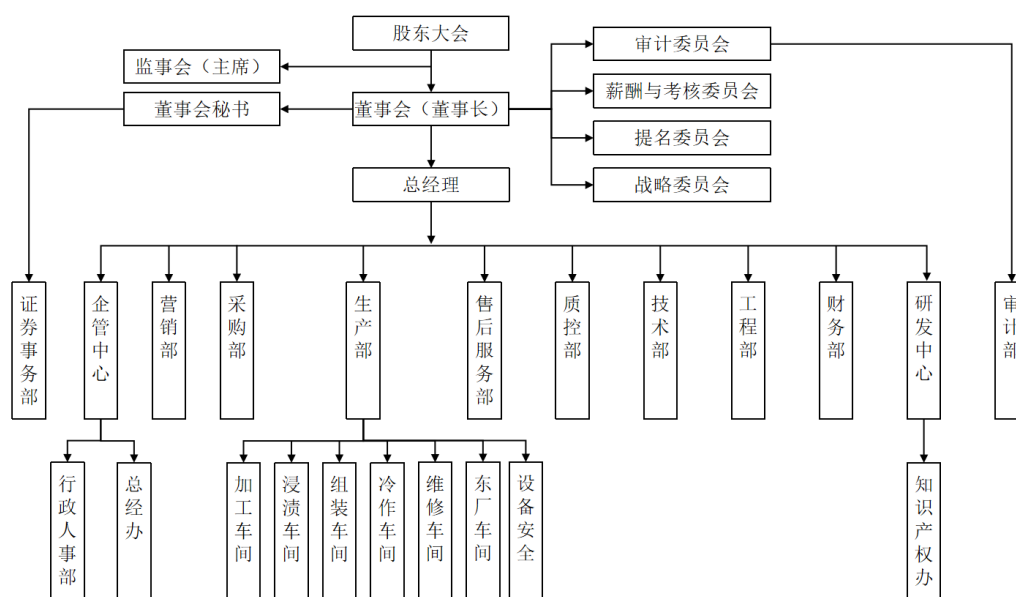 股东大会
监事会（主席）
审计委员会
薪酬与考核委员会
董事会秘书
董事会（董事长）
提名委员会
总经理
战略委员会
证券事务部
企管中心
营销部
采购部
生产部
售后服务部
质控部
技术部
工程部
财务部
研发中心
审计部
行政人事部
总经办
加工车间
浸渍车间
组装车间
冷作车间
维修车间
东厂车间
设备安全
知识产权办